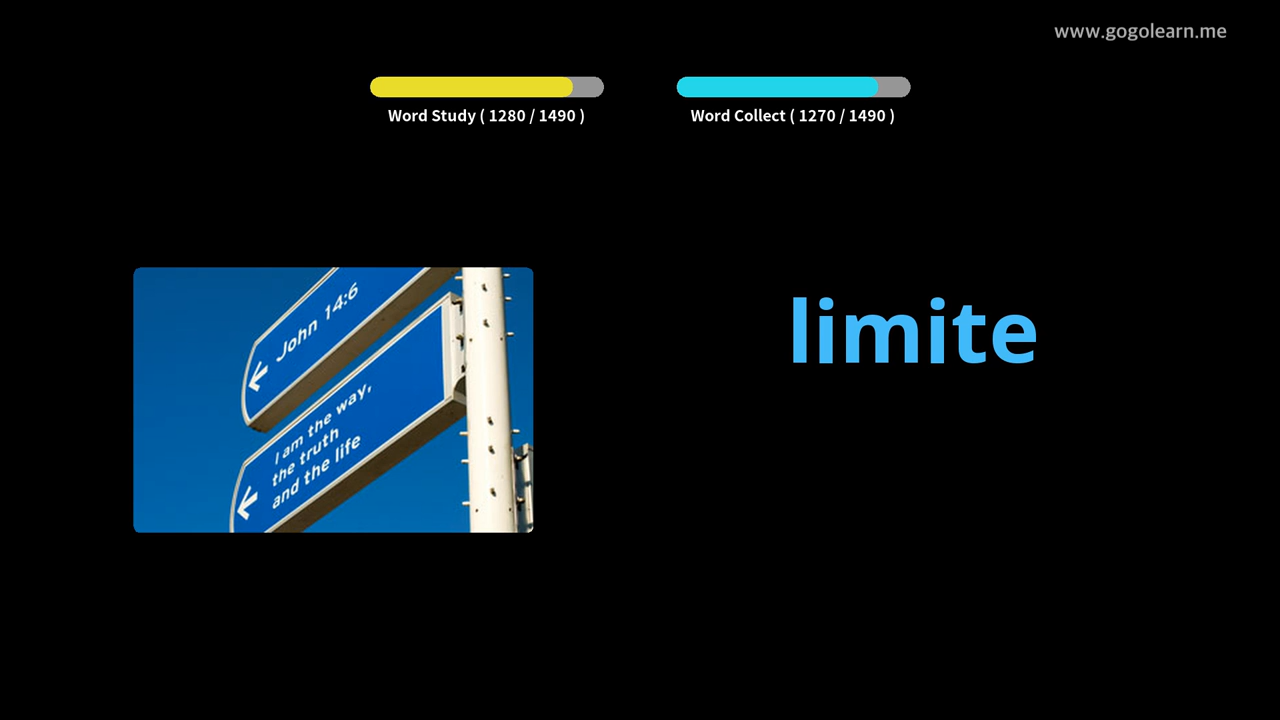 www.gogolearn.me
Word Study ( 1280 / 1490 )
Word Collect ( 1270 / 1490 )
limite
John 14:6
I am the way,
the truth
and the life